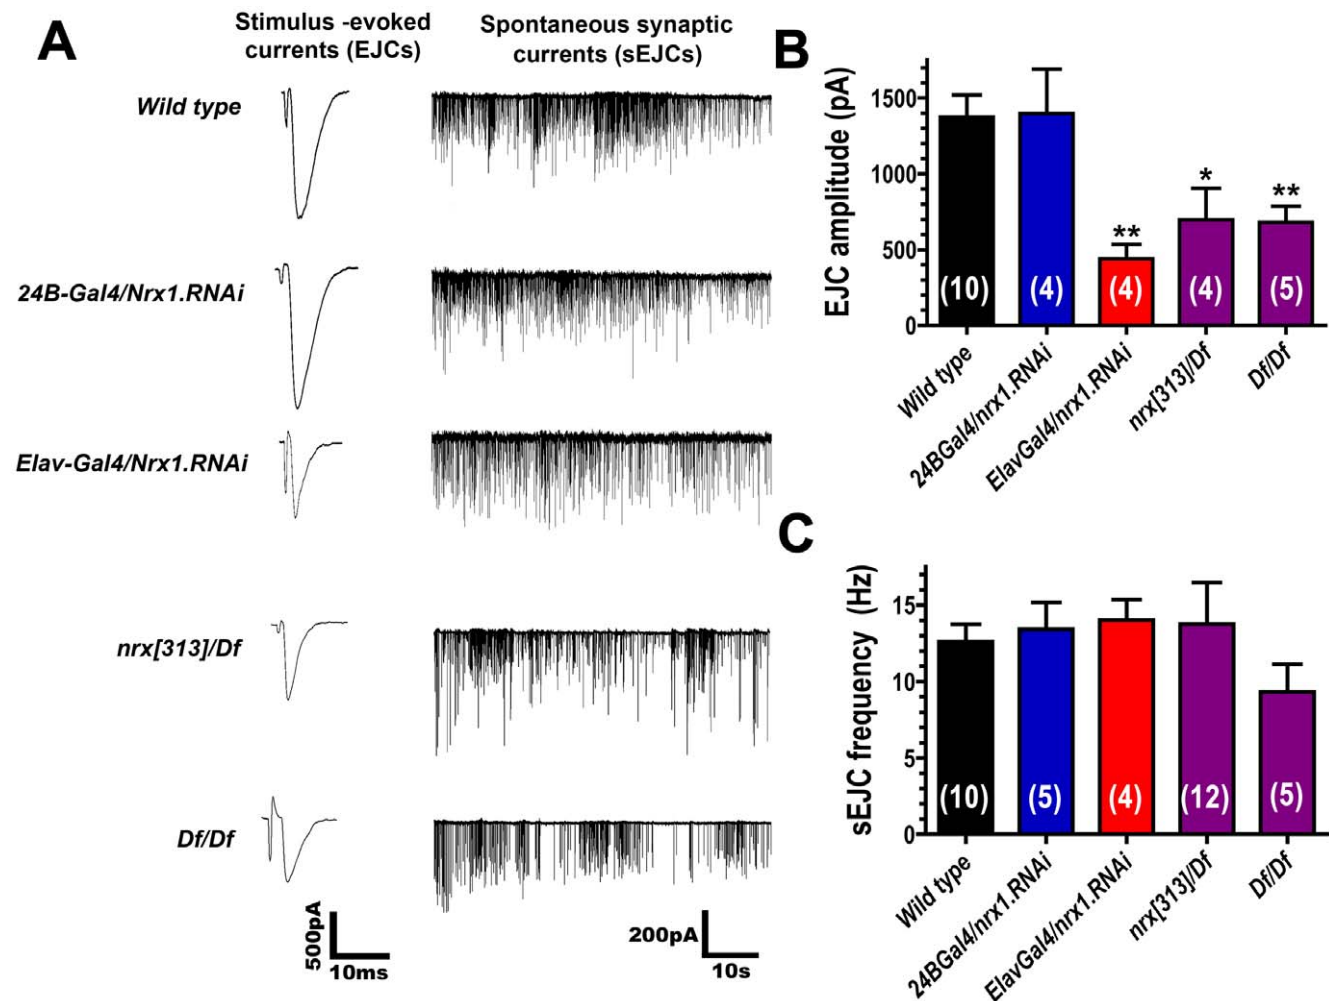 A
Stimulus -evoked
currents (EJCs)
Spontaneous synaptic
currents (sEJCs)
Wild type
24B-Gal4/Nrx1.RNAi
Elav-Gal4/Nrx1.RNAi
nrx[313]/Df
Df/Df
500pA
10ms
200pA
10s
B
EJC amplitude (pA)
1500
1000
500
0
*
**
**
(10)
(4)
(4)
(4)
(5)
Wild type
24BGal4/nrx1.RNAi
ElavGal4/nrx1.RNAi
nrx[313]/Df
Df/Df
C
sEJC frequency (Hz)
15
10
5
0
(10)
(5)
(4)
(12)
(5)
Wild type
24BGal4/nrx1.RNAi
ElavGal4/nrx1.RNAi
nrx[313]/Df
Df/Df